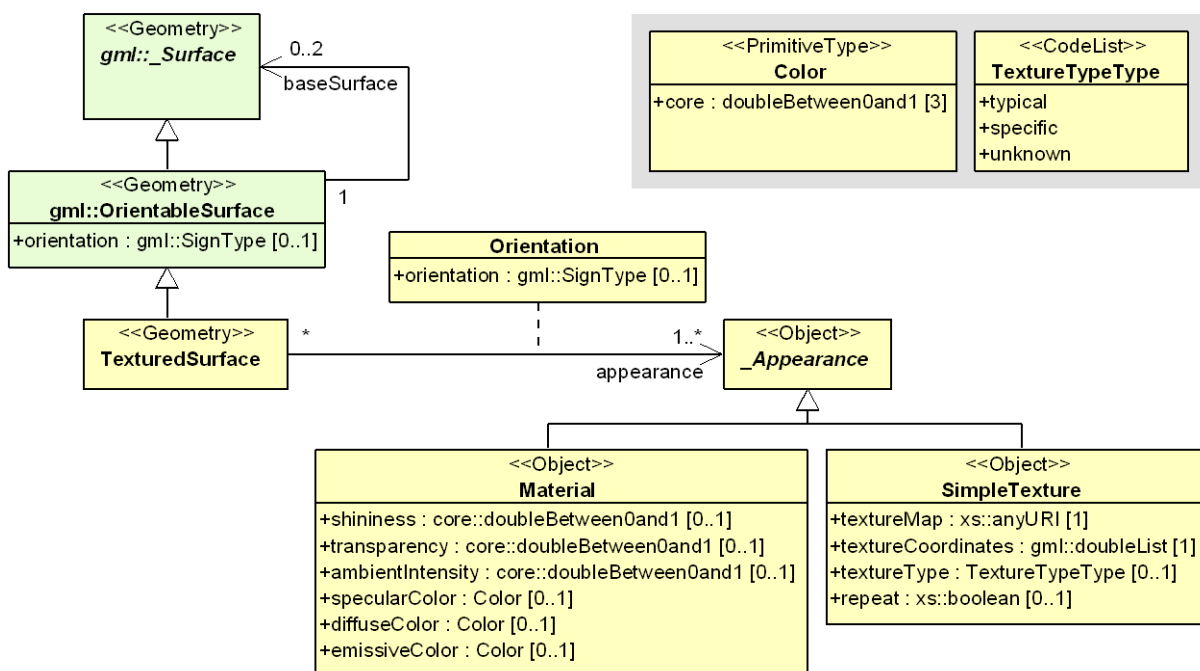 <<Geometry>>
gml::_Surface
0..2
baseSurface
<<PrimitiveType>>
Color
+core : doubleBetween0and1 [3]
<<CodeList>>
TextureTypeType
+typical
+specific
+unknown
<<Geometry>>
gml::OrientableSurface
+orientation : gml::SignType [0..1]
1
Orientation
+orientation : gml::SignType [0..1]
<<Geometry>>
TexturedSurface
*
1..*
appearance
<<Object>>
_Appearance
<<Object>>
Material
+shininess : core::doubleBetween0and1 [0..1]
+transparency : core::doubleBetween0and1 [0..1]
+ambientIntensity : core::doubleBetween0and1 [0..1]
+specularColor : Color [0..1]
+diffuseColor : Color [0..1]
+emissiveColor : Color [0..1]
<<Object>>
SimpleTexture
+textureMap : xs::anyURI [1]
+textureCoordinates : gml::doubleList [1]
+textureType : TextureTypeType [0..1]
+repeat : xs::boolean [0..1]